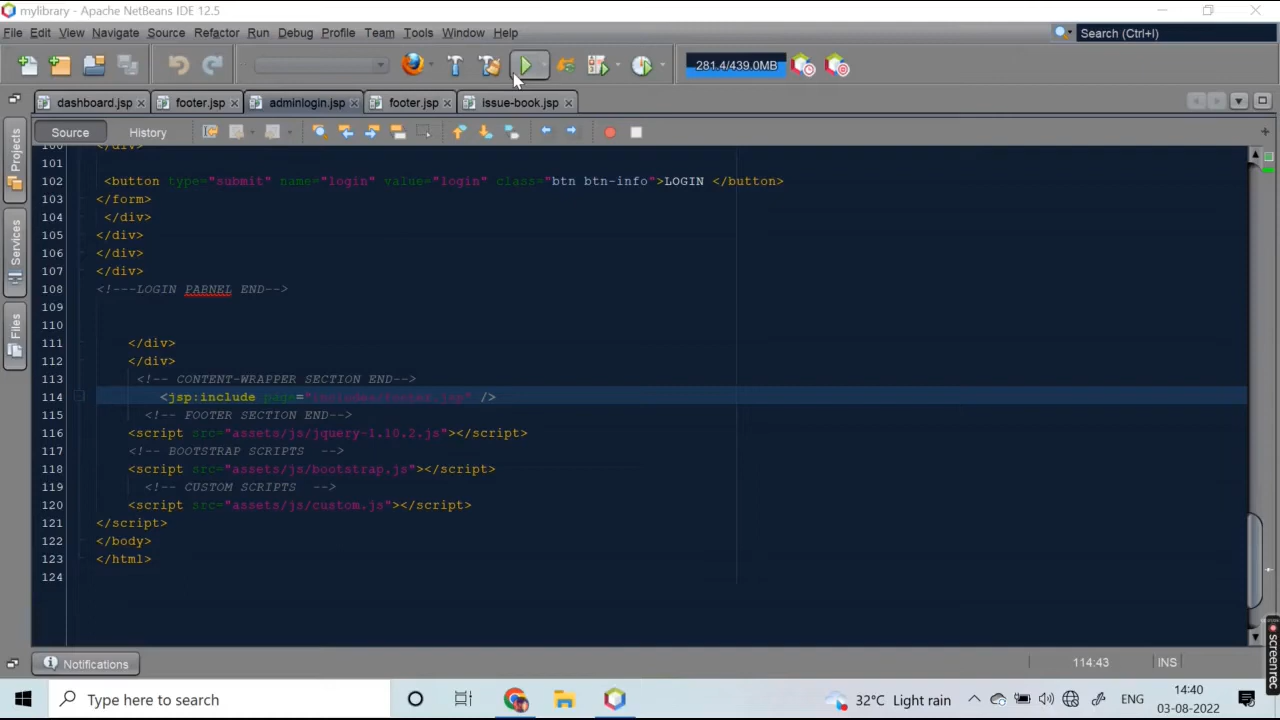 mylibrary - Apache NetBeans IDE 12.5
File Edit View Navigate Source Refactor Run Debug Profile Team Tools Window Help
Search (Ctrl+I)
281.4/439.0MB
dashboard.jsp footer.jsp adminlogin.jsp footer.jsp issue-book.jsp
Source History
Projects
Services
Files
100 </div>
101
102 <button type="submit" name="login" value="login" class="btn btn-info">LOGIN </button>
103 </form>
104 </div>
105 </div>
106 </div>
107 </div>
108 <!---LOGIN PABNEL END-->
109
110
111 </div>
112 </div>
113 <!-- CONTENT-WRAPPER SECTION END-->
114 <jsp:include page=" />
115 <!-- FOOTER SECTION END-->
116 <script src="assets/js/jquery-1.10.2.js"></script>
117 <!-- BOOTSTRAP SCRIPTS -->
118 <script src="assets/js/bootstrap.js"></script>
119 <!-- CUSTOM SCRIPTS -->
120 <script src="assets/js/custom.js"></script>
121 </script>
122 </body>
123 </html>
124
Notifications
114:43 INS
screenrec
Type here to search
32°C Light rain
ENG
14:40
03-08-2022